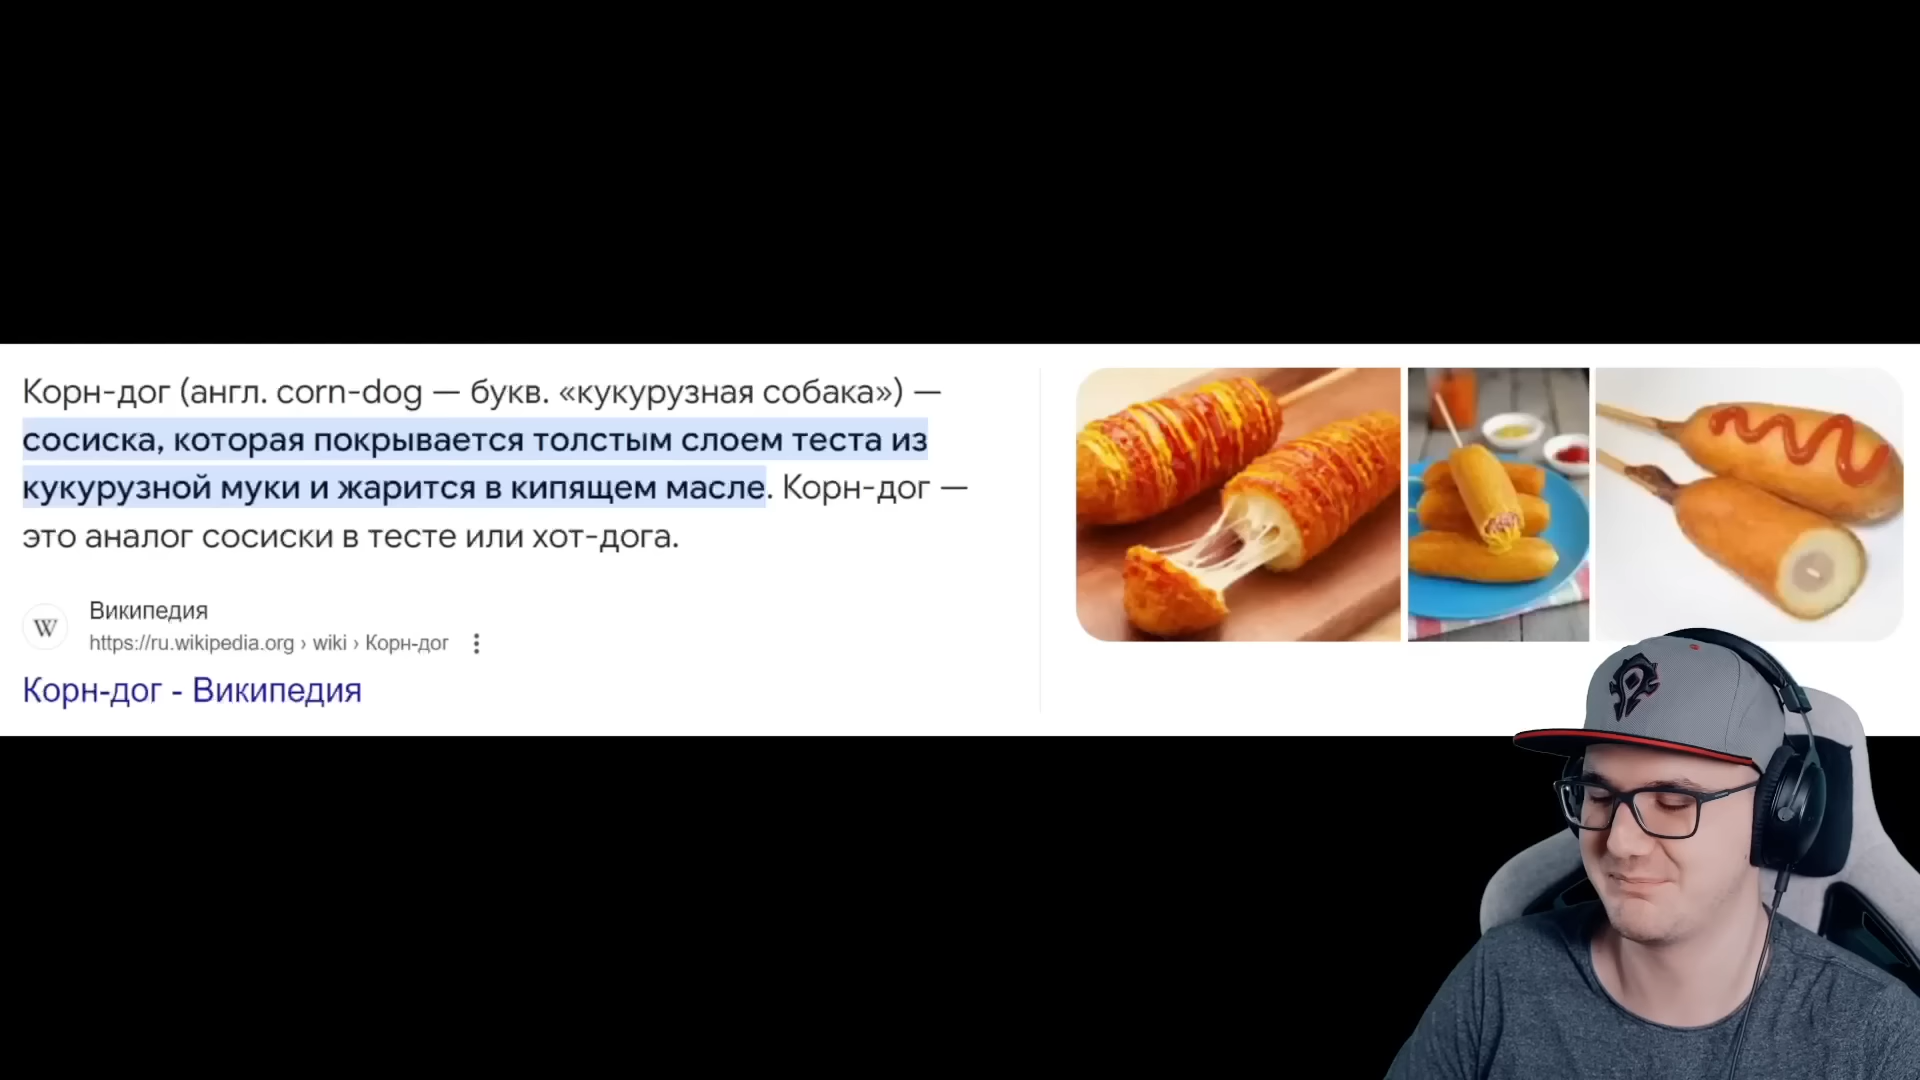 Корн-дог (англ. corn-dog — букв. «кукурузная собака») —
сосиска, которая покрывается толстым слоем теста из
кукурузной муки и жарится в кипящем масле. Корн-дог —
это аналог сосиски в тесте или хот-дога.
W
Википедия
https://ru.wikipedia.org › wiki › Корн-дог
Корн-дог - Википедия